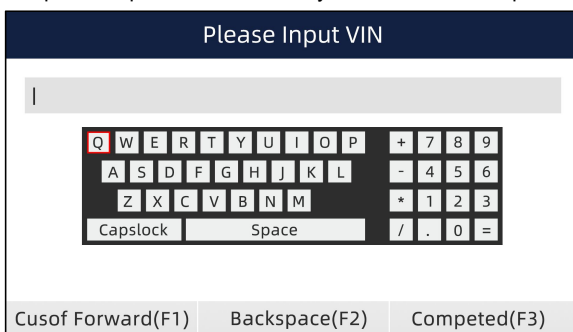 Please Input VIN
|
Q W E R T Y U I O P + 7 8 9
A S D F G H J K L - 4 5 6
Z X C V B N M * 1 2 3
Capslock Space / . 0 =
Cusof Forward(F1) Backspace(F2) Competed(F3)